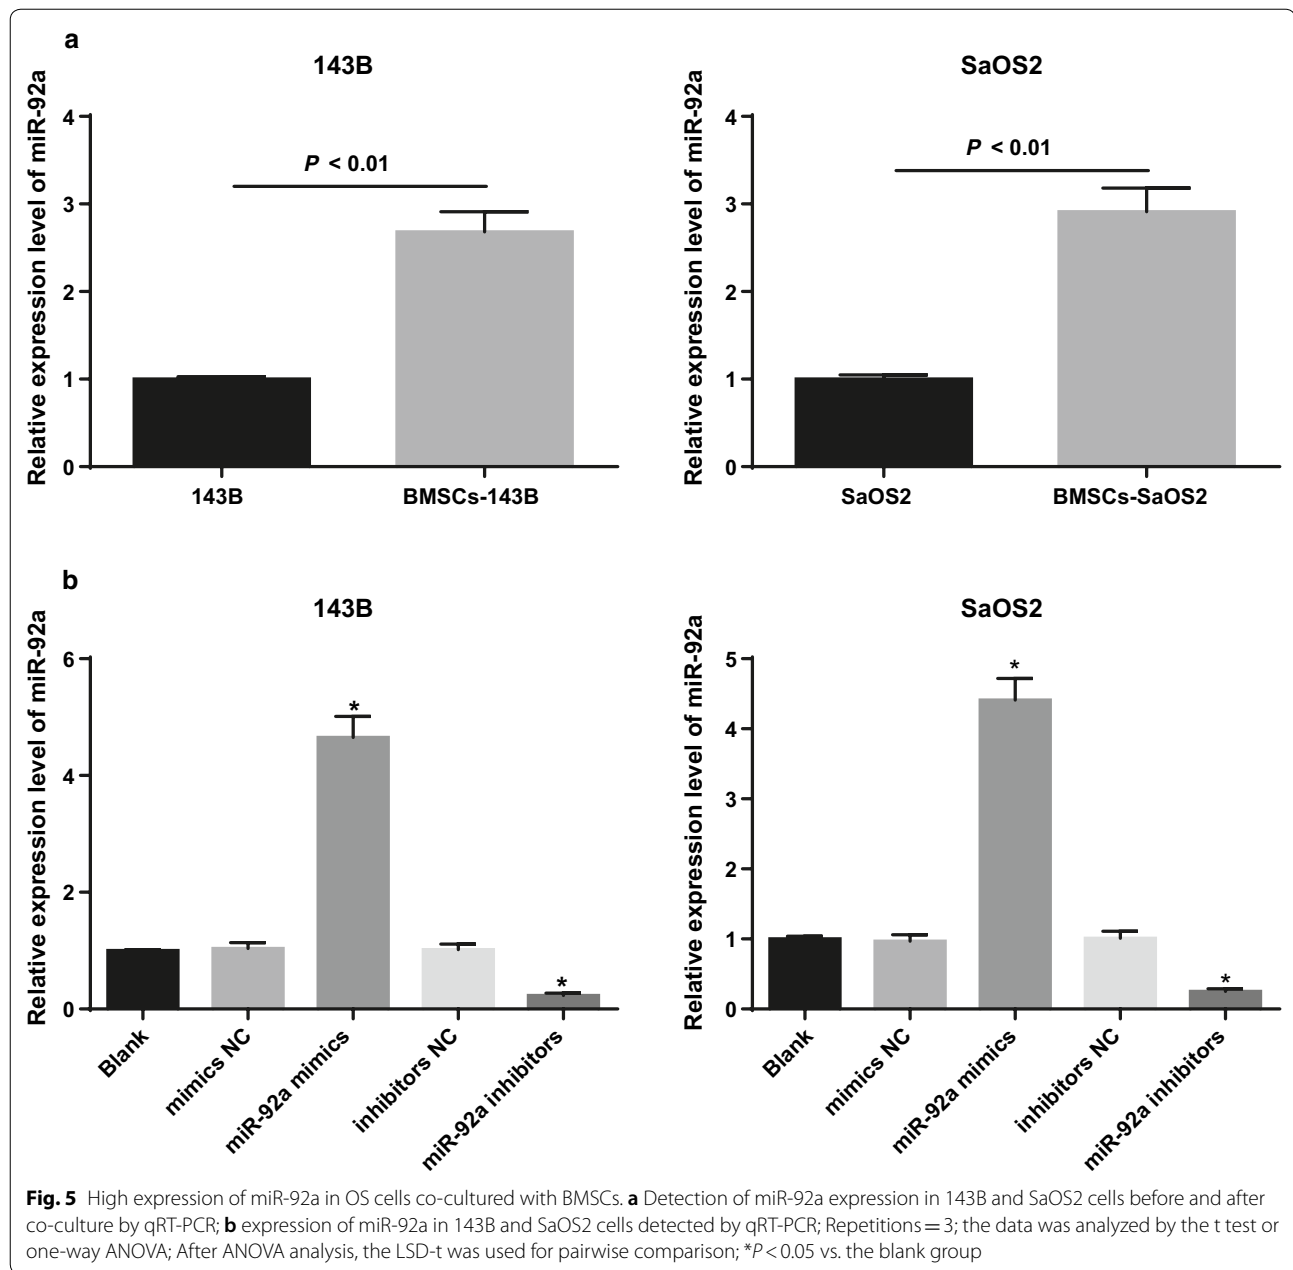 a
143B
Relative expression level of miR-92a
4
3
2
1
0
P < 0.01
143B
BMSCs-143B
SaOS2
Relative expression level of miR-92a
4
3
2
1
0
P < 0.01
SaOS2
BMSCs-SaOS2
b
143B
Relative expression level of miR-92a
6
4
2
0
*
*
Blank
mimics NC
miR-92a mimics
inhibitors NC
miR-92a inhibitors
SaOS2
Relative expression level of miR-92a
5
4
3
2
1
0
*
*
Blank
mimics NC
miR-92a mimics
inhibitors NC
miR-92a inhibitors
Fig. 5 High expression of miR-92a in OS cells co-cultured with BMSCs. a Detection of miR-92a expression in 143B and SaOS2 cells before and after
co-culture by qRT-PCR; b expression of miR-92a in 143B and SaOS2 cells detected by qRT-PCR; Repetitions = 3; the data was analyzed by the t test or
one-way ANOVA; After ANOVA analysis, the LSD-t was used for pairwise comparison; *P < 0.05 vs. the blank group